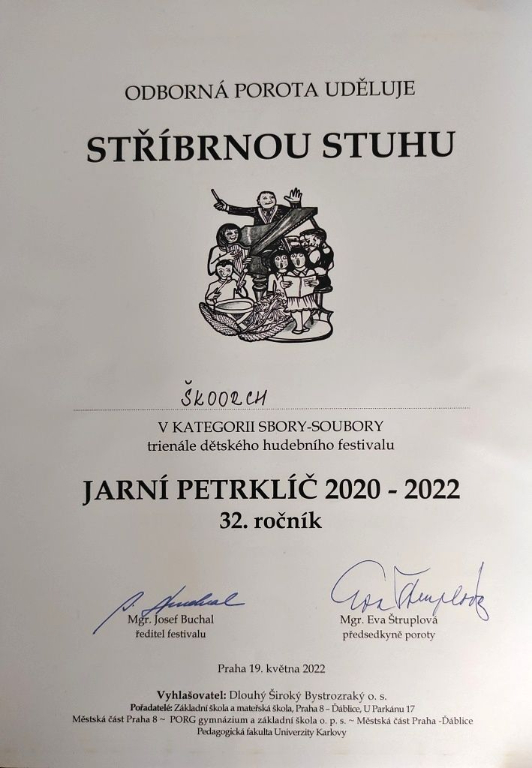 ODBORNÁ POROTA UDĚLUJE
STŘÍBRNOU STUHU
ŠKOORCH
V KATEGORII SBORY-SOUBORY
trienále dětského hudebního festivalu
JARNÍ PETRKLÍČ 2020 - 2022
32. ročník
Eva Štruplová
Mgr. Josef Buchal
ředitel festivalu
Mgr. Eva Štruplová
předsedkyně poroty
Praha 19. května 2022
Vyhlašovatel: Dlouhý Široký Bystrozraký o. s.
Pořadatelé: Základní škola a mateřská škola, Praha 8 – Ďáblice, U Parkánu 17
Městská část Praha 8 ~ PORG gymnázium a základní škola o. p. s. ~ Městská část Praha -Ďáblice
Pedagogická fakulta Univerzity Karlovy